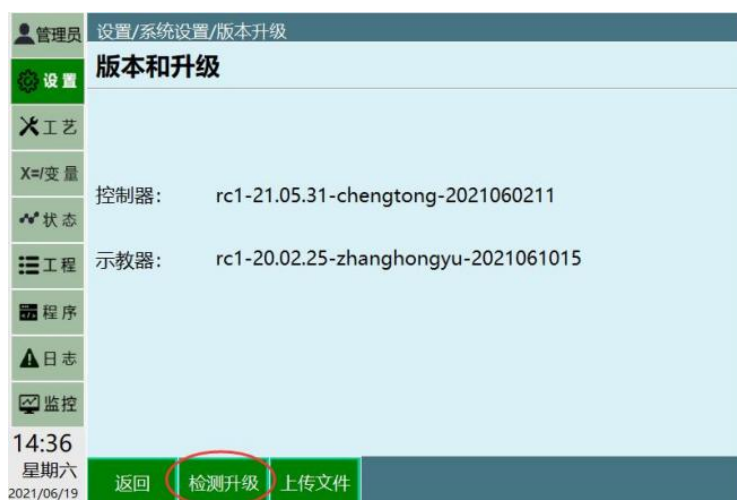 管理员
设置
工艺
X=/变量
状态
工程
程序
日志
监控
14:36
星期六
2021/06/19
设置/系统设置/版本升级
版本和升级
控制器： rc1-21.05.31-chengtong-2021060211
示教器： rc1-20.02.25-zhanghongyu-2021061015
返回 检测升级 上传文件